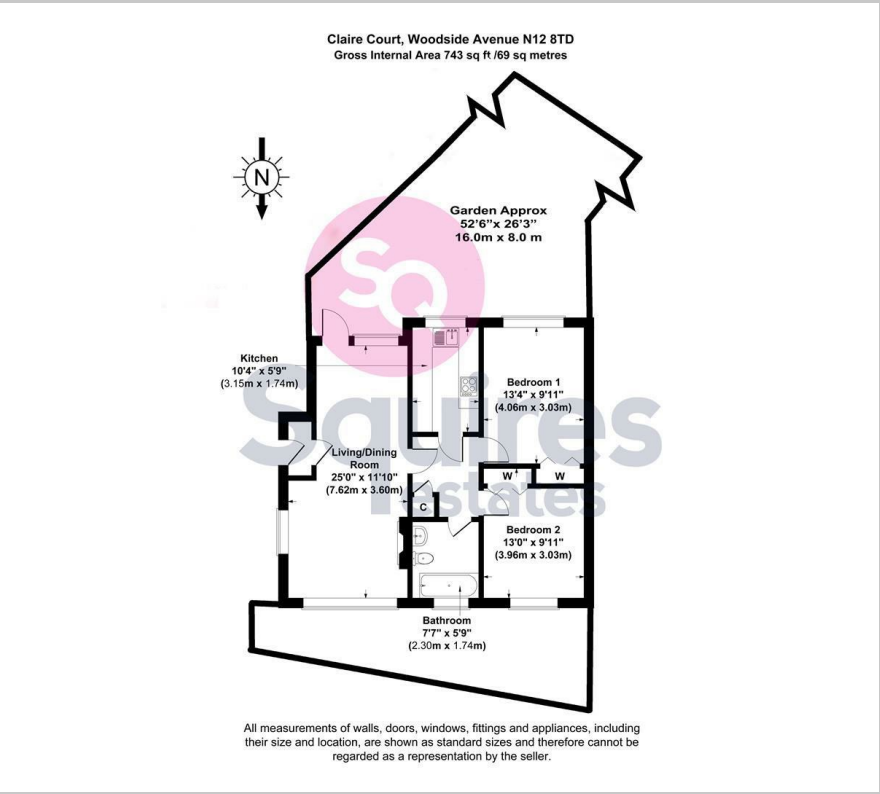 Claire Court, Woodside Avenue N12 8TD
Gross Internal Area 743 sq ft /69 sq metres
N
Garden Approx
52'6"x 26'3"
16.0m x 8.0 m
SQ
Squires
estates
Kitchen
10'4" x 5'9"
(3.15m x 1.74m)
Bedroom 1
13'4" x 9'11"
(4.06m x 3.03m)
Living/Dining
Room
25'0" x 11'10"
(7.62m x 3.60m)
W
W
C
Bedroom 2
13'0" x 9'11"
(3.96m x 3.03m)
Bathroom
7'7" x 5'9"
(2.30m x 1.74m)
All measurements of walls, doors, windows, fittings and appliances, including
their size and location, are shown as standard sizes and therefore cannot be
regarded as a representation by the seller.